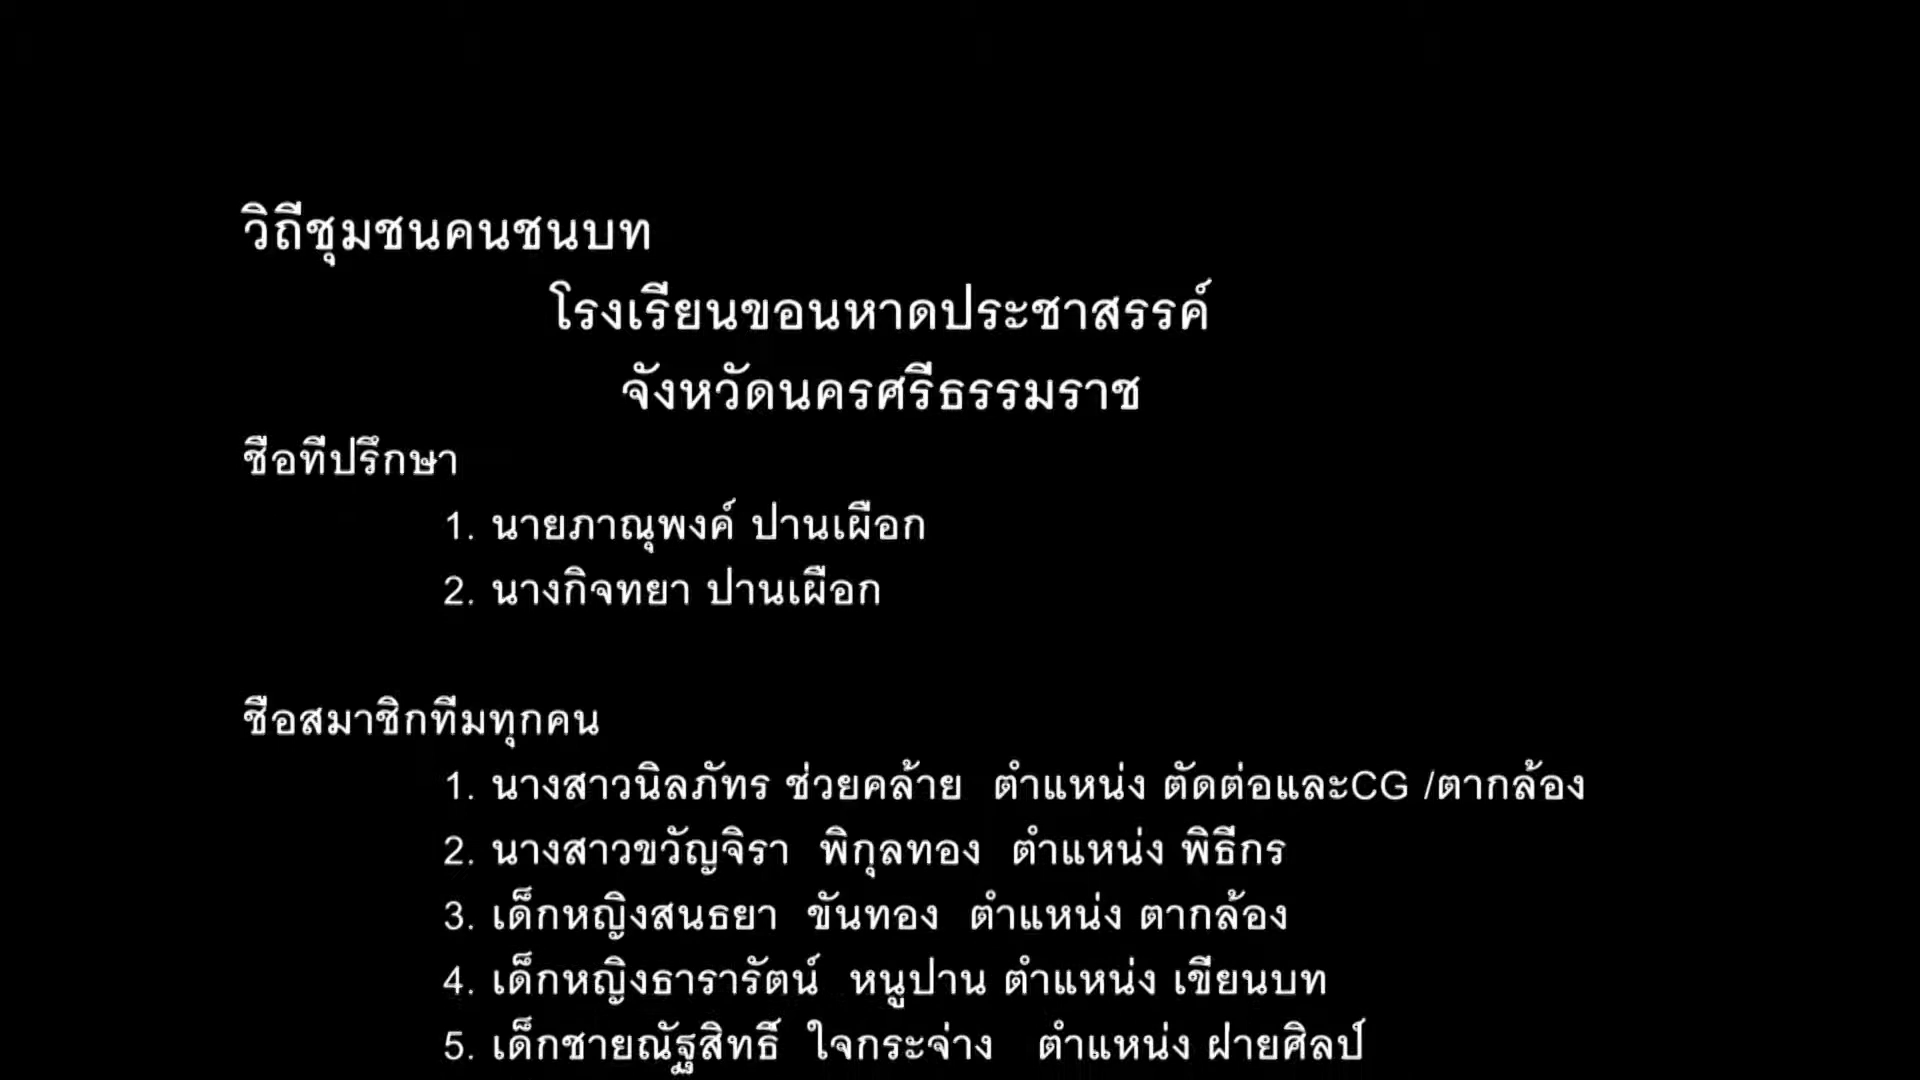 วิถีชุมชนคนชนบท
โรงเรียนขอนหาดประชาสรรค์
จังหวัดนครศรีธรรมราช
ชื่อที่ปรึกษา
1. นายภาณุพงค์ ปานเผือก
2. นางกิจทยา ปานเผือก
ชื่อสมาชิกทีมทุกคน
1. นางสาวนิลภัทร ช่วยคล้าย ตำแหน่ง ตัดต่อและCG /ตากล้อง
2. นางสาวขวัญจิรา พิกุลทอง ตำแหน่ง พิธีกร
3. เด็กหญิงสนธยา ขันทอง ตำแหน่ง ตากล้อง
4. เด็กหญิงธารารัตน์ หนูปาน ตำแหน่ง เขียนบท
5. เด็กชายณัฐสิทธิ์ ใจกระจ่าง ตำแหน่ง ฝ่ายศิลป์